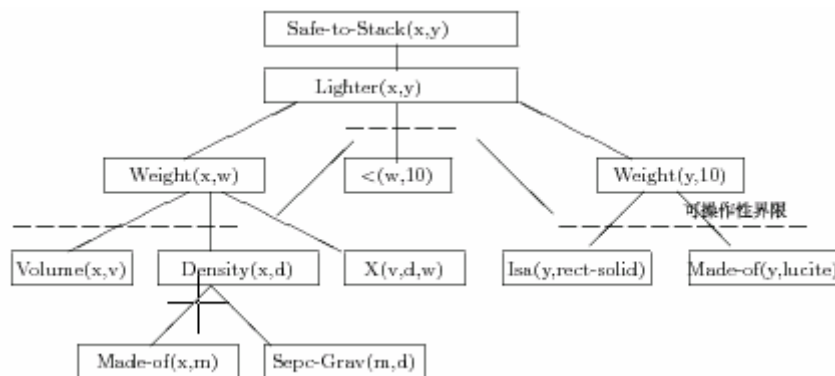 Safe-to-Stack(x,y)
Lighter(x,y)
Weight(x,w)
<(w,10)
Weight(y,10)
可操作性界限
Volume(x,v)
Density(x,d)
X(v,d,w)
Isa(y,rect-solid)
Made-of(y,lucite)
Made-of(x,m)
Sepc-Grav(m,d)